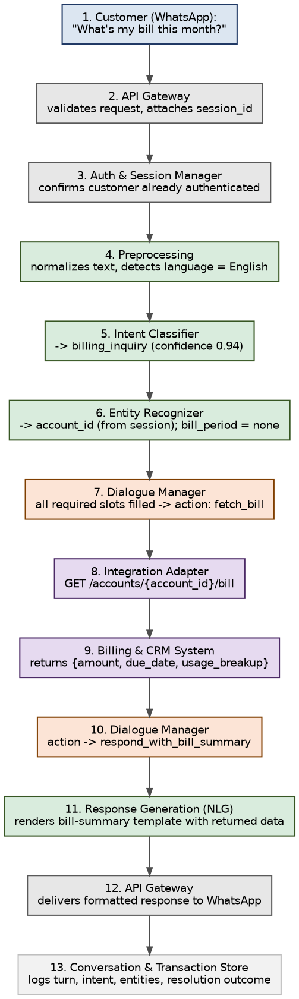 1. Customer (WhatsApp):
"What's my bill this month?"
2. API Gateway
validates request, attaches session_id
3. Auth & Session Manager
confirms customer already authenticated
4. Preprocessing
normalizes text, detects language = English
5. Intent Classifier
-> billing_inquiry (confidence 0.94)
6. Entity Recognizer
-> account_id (from session); bill_period = none
7. Dialogue Manager
all required slots filled -> action: fetch_bill
8. Integration Adapter
GET /accounts/{account_id}/bill
9. Billing & CRM System
returns {amount, due_date, usage_breakup}
10. Dialogue Manager
action -> respond_with_bill_summary
11. Response Generation (NLG)
renders bill-summary template with returned data
12. API Gateway
delivers formatted response to WhatsApp
13. Conversation & Transaction Store
logs turn, intent, entities, resolution outcome